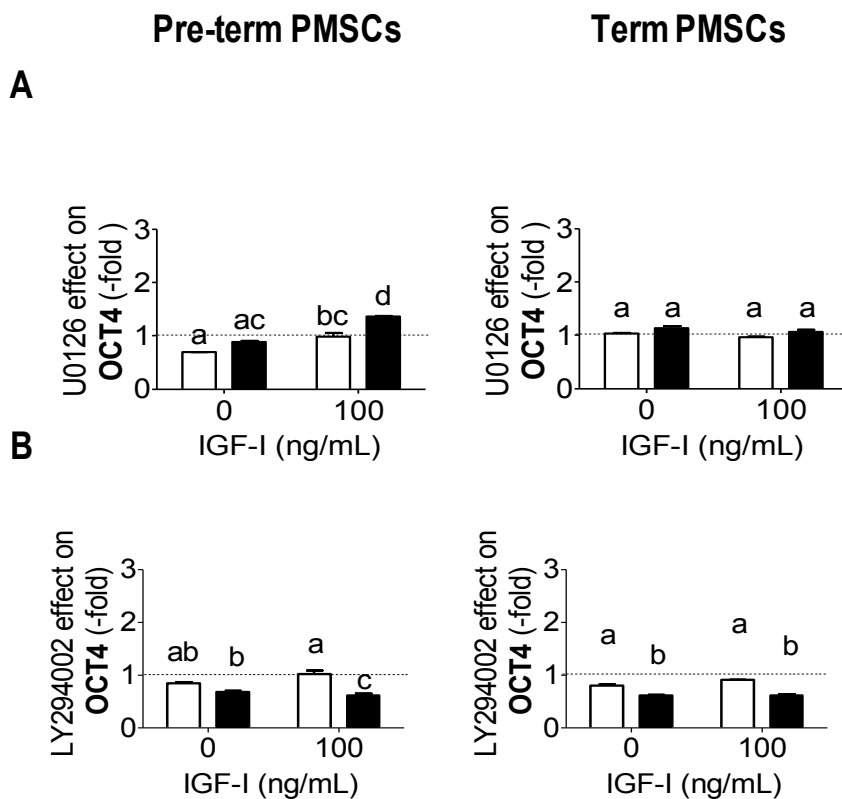 Pre-term PMSCs
Term PMSCs
A
U0126 effect on
OCT4 (-fold )
3
2
1
0
a
ac
bc
d
0
100
IGF-I (ng/mL)
U0126 effect on
OCT4 (-fold )
3
2
1
0
a
a
a
a
0
100
IGF-I (ng/mL)
B
LY294002 effect on
OCT4 (-fold)
3
2
1
0
ab
b
a
c
0
100
IGF-I (ng/mL)
LY294002 effect on
OCT4 (-fold)
3
2
1
0
a
b
a
b
0
100
IGF-I (ng/mL)